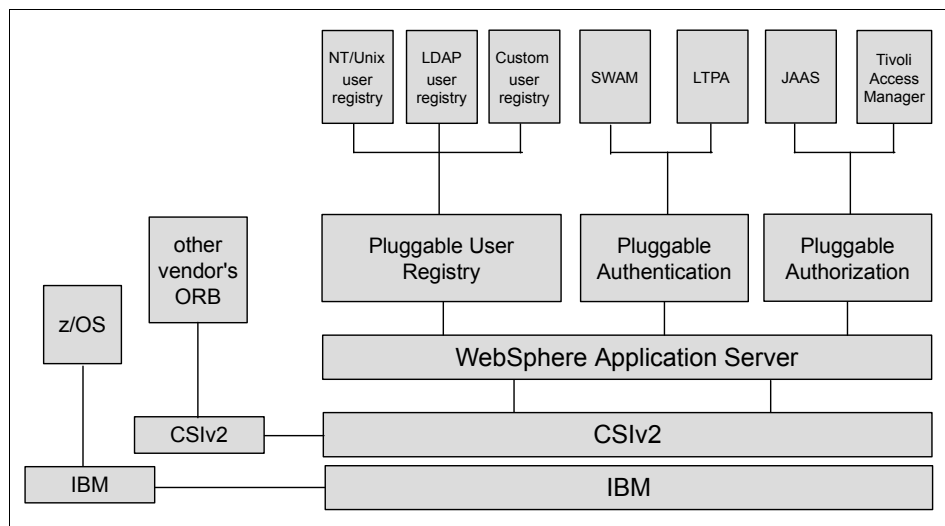 NT/Unix
user
registry
LDAP
user
registry
Custom
user
registry
SWAM
LTPA
JAAS
Tivoli
Access
Manager
other
vendor's
ORB
Pluggable User
Registry
Pluggable
Authentication
Pluggable
Authorization
z/OS
WebSphere Application Server
CSIv2
CSIv2
IBM
IBM